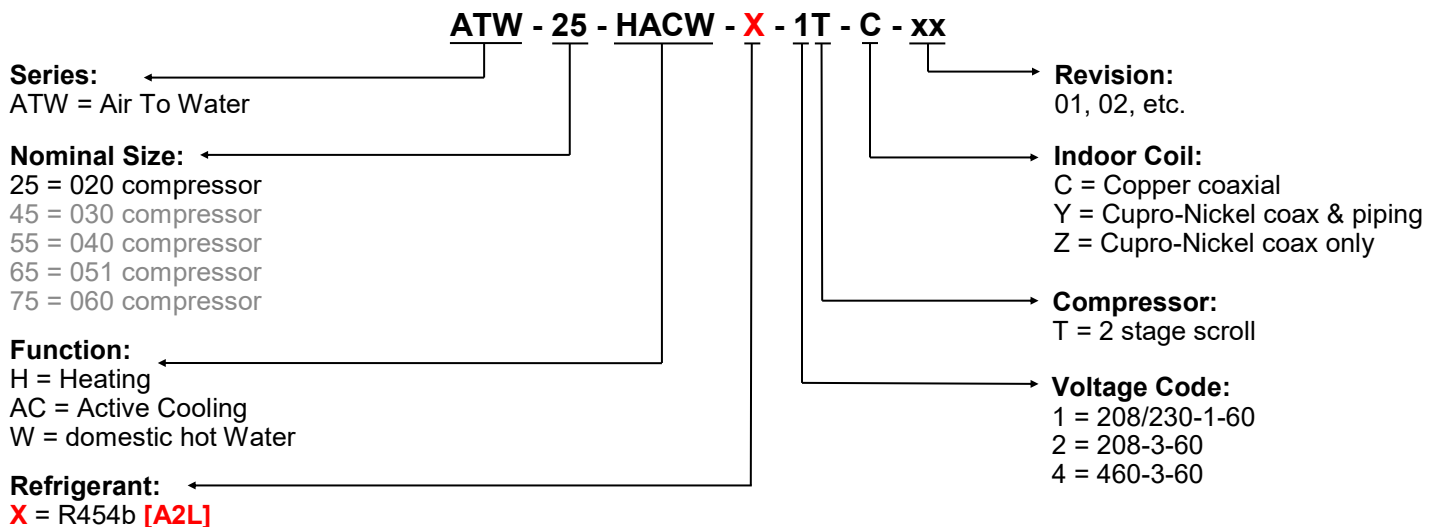 ATW - 25 - HACW - X - 1T - C - xx
Series:
ATW = Air To Water
Nominal Size:
25 = 020 compressor
45 = 030 compressor
55 = 040 compressor
65 = 051 compressor
75 = 060 compressor
Function:
H = Heating
AC = Active Cooling
W = domestic hot Water
Refrigerant:
X = R454b [A2L]
Revision:
01, 02, etc.
Indoor Coil:
C = Copper coaxial
Y = Cupro-Nickel coax & piping
Z = Cupro-Nickel coax only
Compressor:
T = 2 stage scroll
Voltage Code:
1 = 208/230-1-60
2 = 208-3-60
4 = 460-3-60